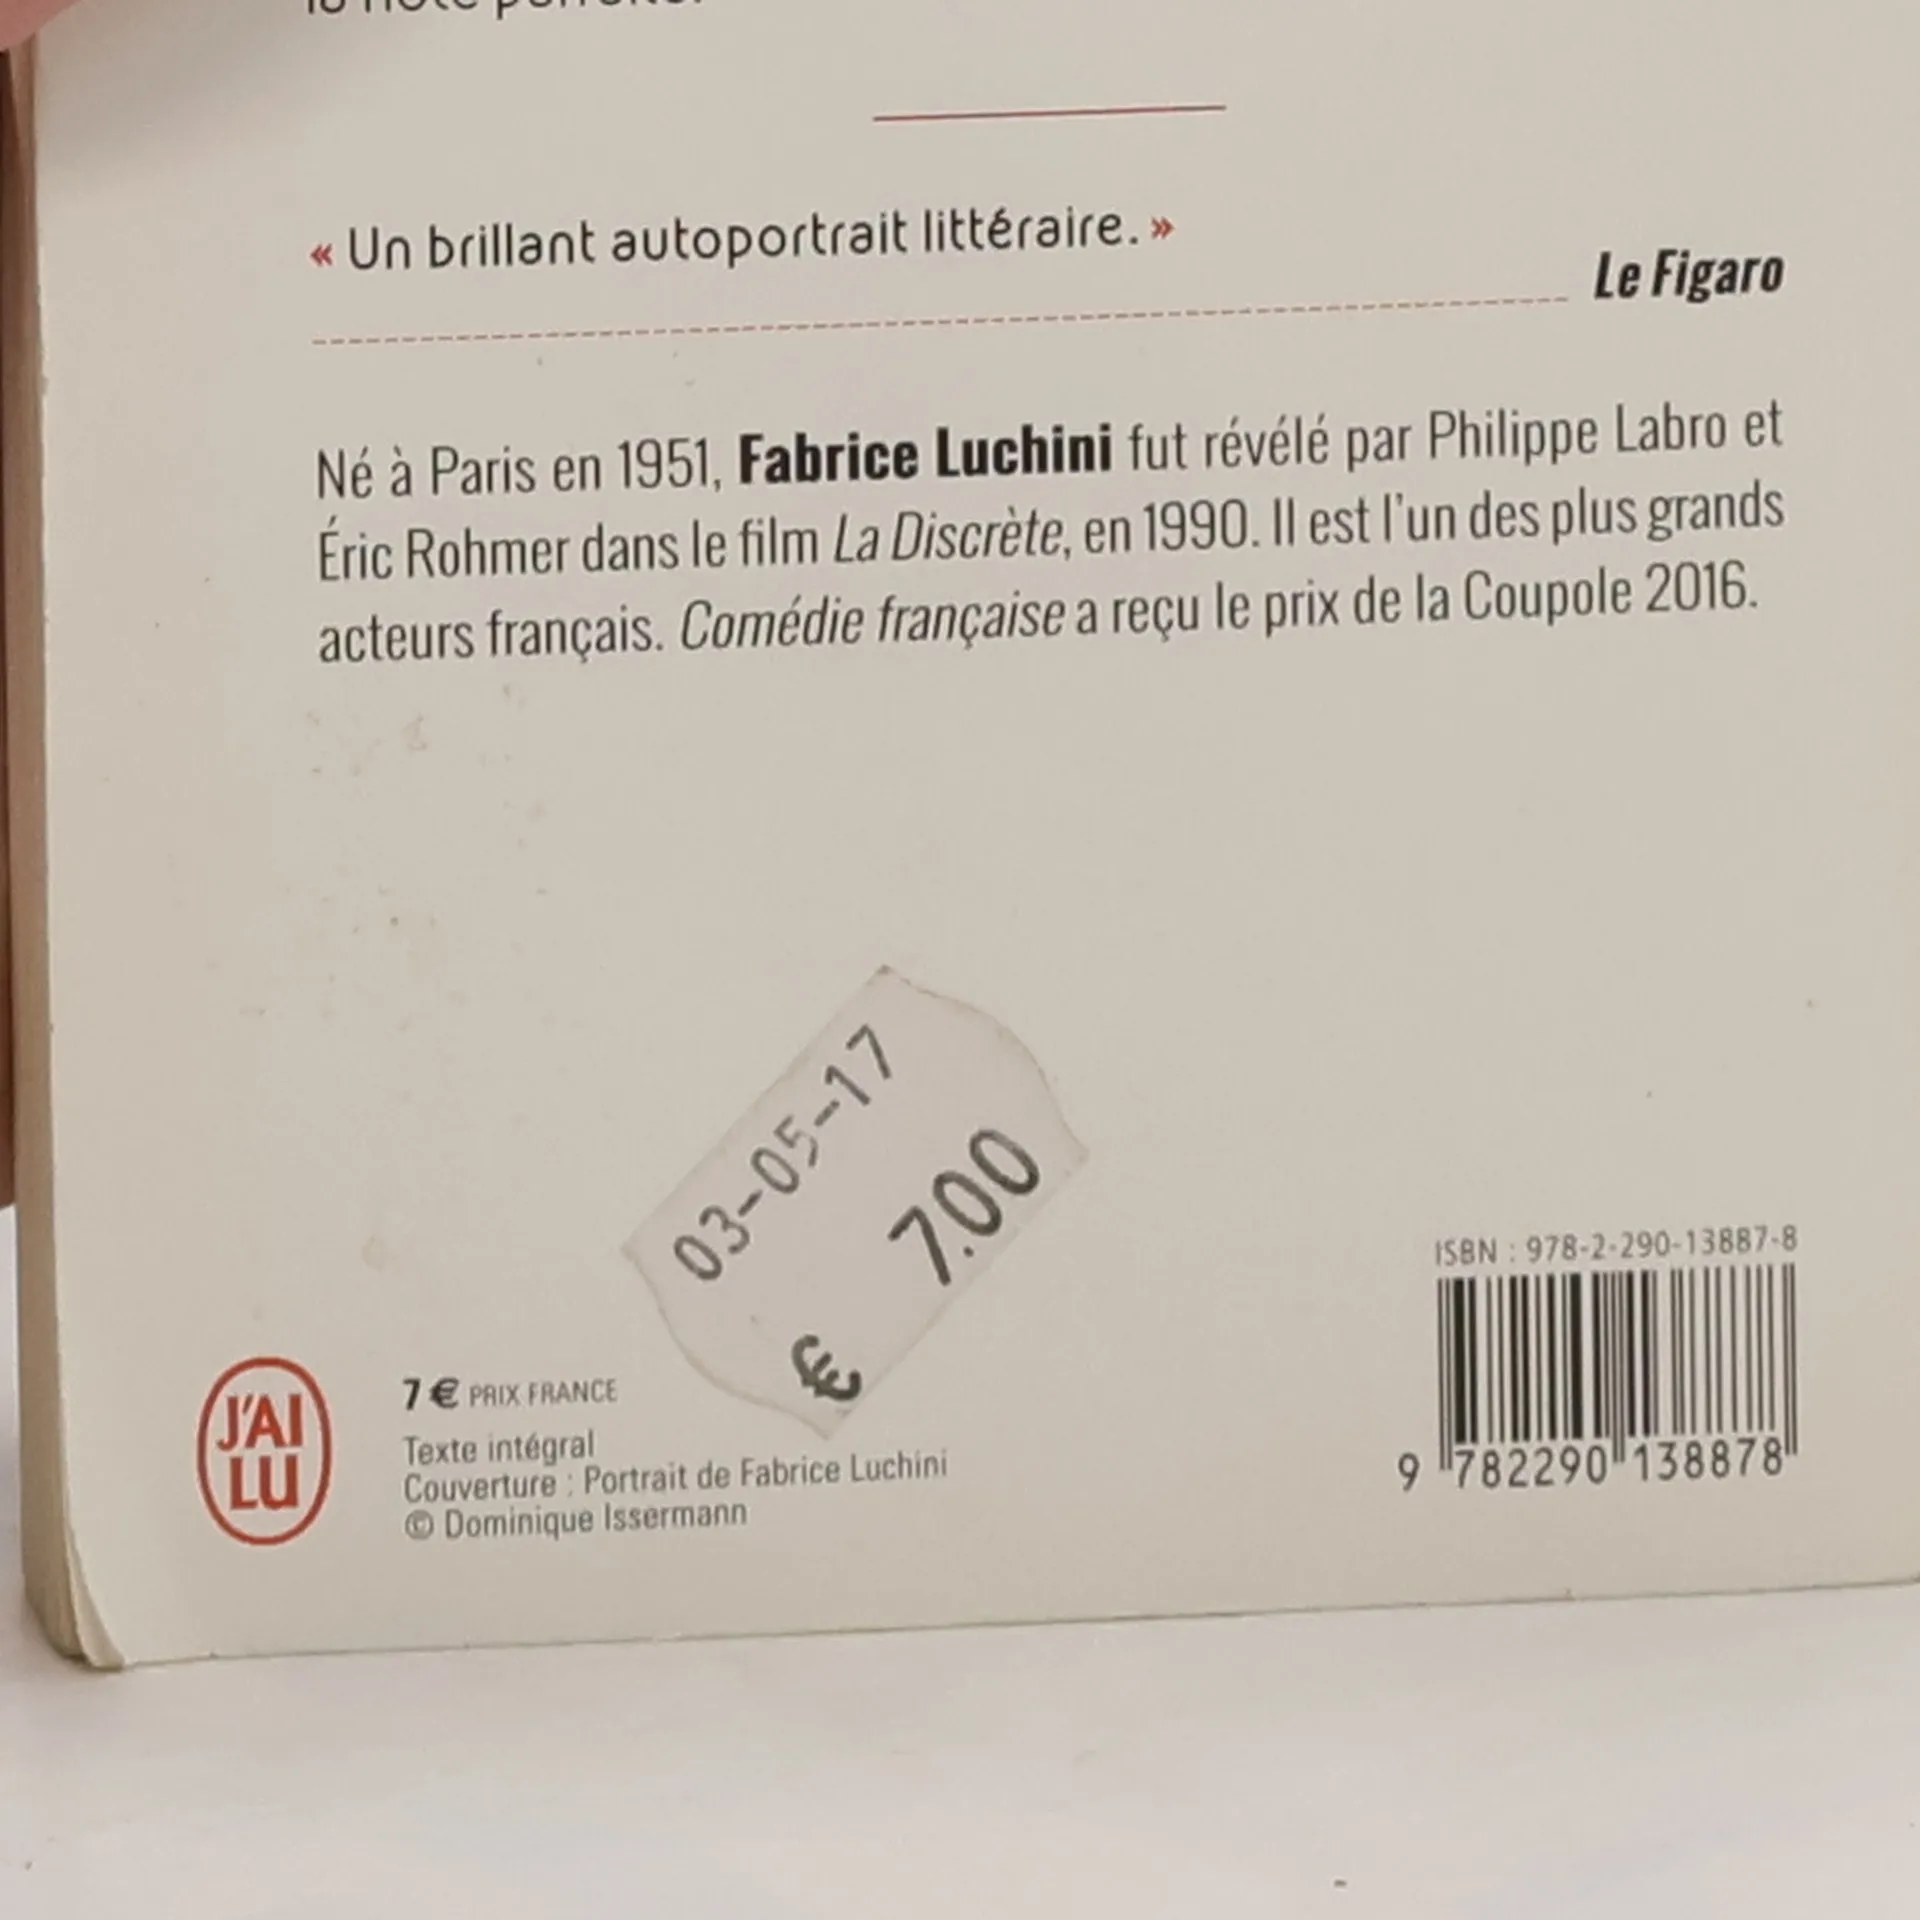 « Un brillant autoportrait littéraire. »
Le Figaro
Né à Paris en 1951, Fabrice Luchini fut révélé par Philippe Labro et
Éric Rohmer dans le film La Discrète, en 1990. Il est l'un des plus grands
acteurs français. Comédie française a reçu le prix de la Coupole 2016.
03-05-17
€ 7.00
ISBN : 978-2-290-13887-8
9 782290 138878
J'AI
LU
7 € PRIX FRANCE
Texte intégral
Couverture : Portrait de Fabrice Luchini
© Dominique Issermann